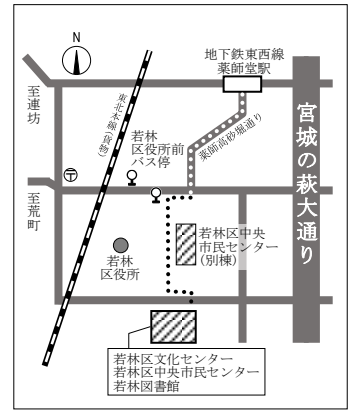 N
地下鉄東西線
薬師堂駅
至連坊
東北本線(貨物)
若林
区役所前
バス停
薬師高砂堀通り
宮城の萩大通り
〒
至荒町
若林
区役所
若林区中央
市民センター
(別棟)
若林区文化センター
若林区中央市民センター
若林図書館